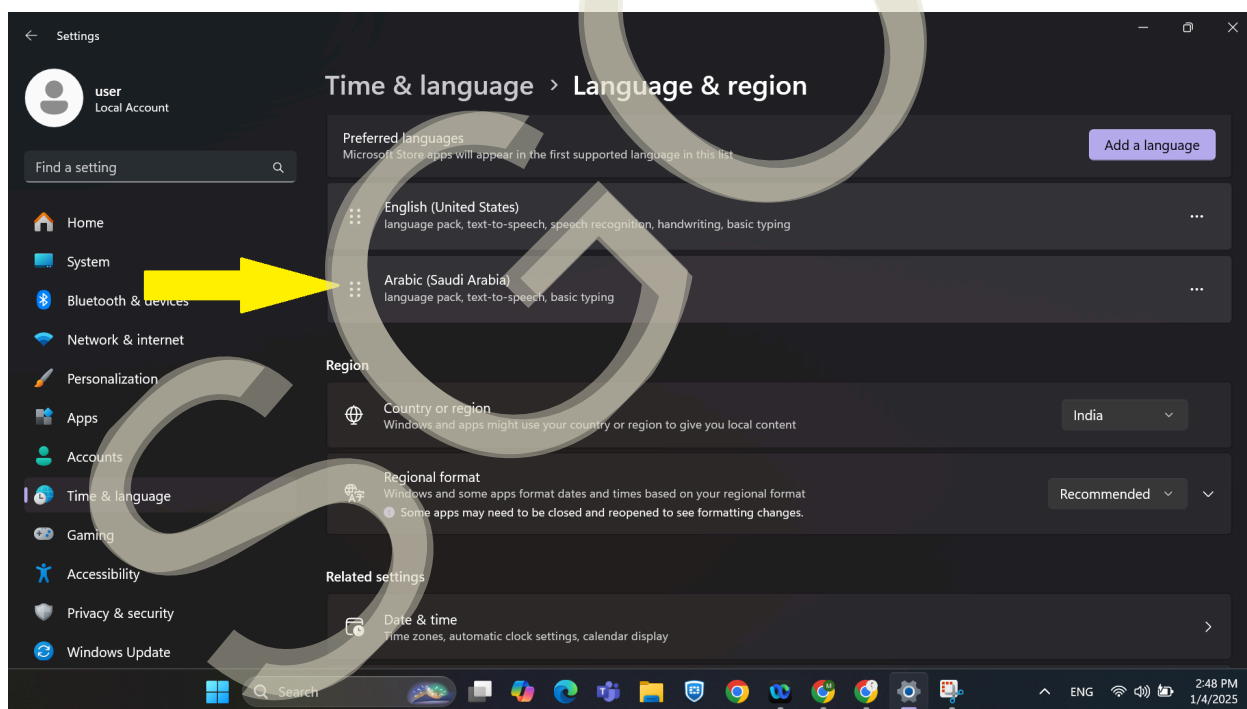 Settings
user
Local Account
Find a setting
Home
System
Bluetooth & devices
Network & internet
Personalization
Apps
Accounts
Time & language
Gaming
Accessibility
Privacy & security
Windows Update
Time & language > Language & region
Preferred languages
Microsoft Store apps will appear in the first supported language in this list
Add a language
English (United States)
language pack, text-to-speech, speech recognition, handwriting, basic typing
Arabic (Saudi Arabia)
language pack, text-to-speech, basic typing
Region
Country or region
Windows and apps might use your country or region to give you local content
India
Regional format
Windows and some apps format dates and times based on your regional format
Some apps may need to be closed and reopened to see formatting changes.
Recommended
Related settings
Date & time
Time zones, automatic clock settings, calendar display
Search
ENG
2:48 PM
1/4/2025
SGO